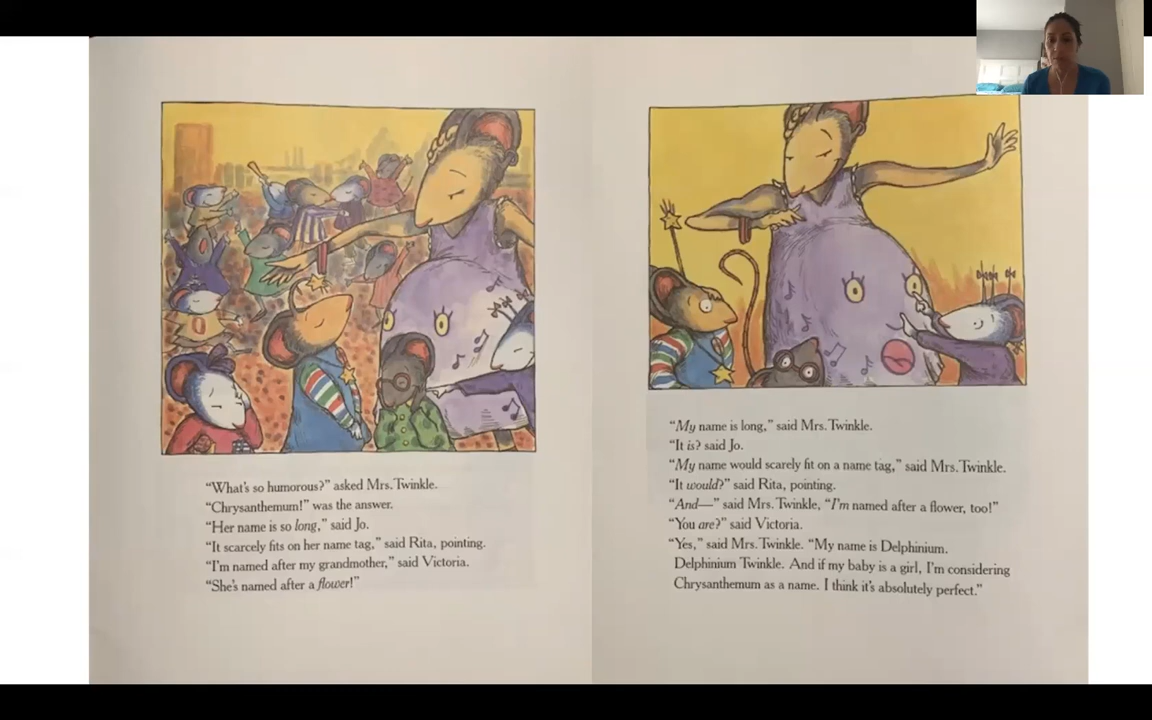 "What's so humorous?" asked Mrs. Twinkle.
"Chrysanthemum!" was the answer.
"Her name is so long," said Jo.
"It scarcely fits on her name tag," said Rita, pointing.
"I'm named after my grandmother," said Victoria.
"She's named after a flower!"
"My name is long," said Mrs. Twinkle.
"It is? said Jo.
"My name would scarely fit on a name tag," said Mrs. Twinkle.
"It would?" said Rita, pointing.
"And—" said Mrs. Twinkle, "I'm named after a flower, too!"
"You are?" said Victoria.
"Yes," said Mrs. Twinkle. "My name is Delphinium.
Delphinium Twinkle. And if my baby is a girl, I'm considering
Chrysanthemum as a name. I think it's absolutely perfect."